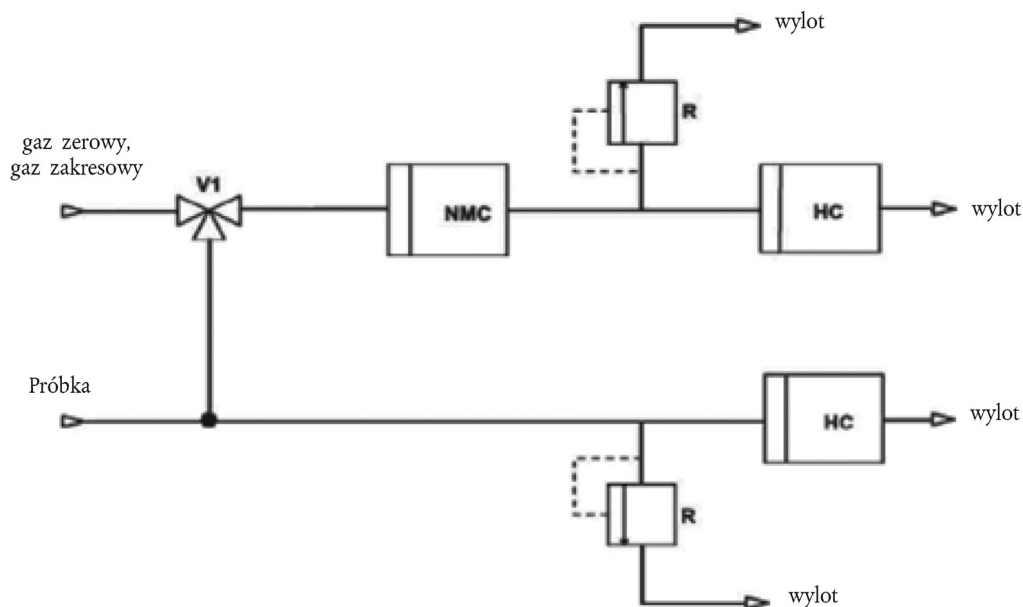 wylot
R
gaz zerowy,
gaz zakresowy
V1
NMC
HC
wylot
Próbka
HC
wylot
R
wylot